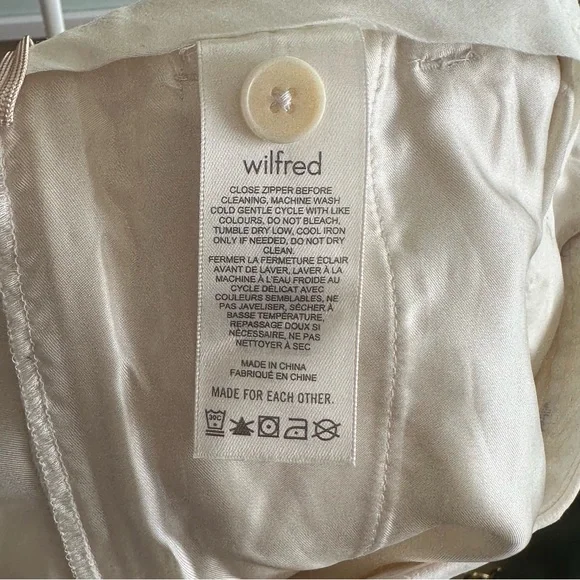 wilfred
CLOSE ZIPPER BEFORE
CLEANING, MACHINE WASH
COLD GENTLE CYCLE WITH LIKE
COLOURS, DO NOT BLEACH,
TUMBLE DRY LOW, COOL IRON
ONLY IF NEEDED, DO NOT DRY
CLEAN.
FERMER LA FERMETURE ÉCLAIR
AVANT DE LAVER, LAVER À LA
MACHINE À L'EAU FROIDE AU
CYCLE DÉLICAT AVEC
COULEURS SEMBLABLES, NE
PAS JAVELISER, SÉCHER À
BASSE TEMPÉRATURE,
REPASSAGE DOUX SI
NÉCESSAIRE, NE PAS
NETTOYER À SEC
MADE IN CHINA
FABRIQUÉ EN CHINE
MADE FOR EACH OTHER.
30C